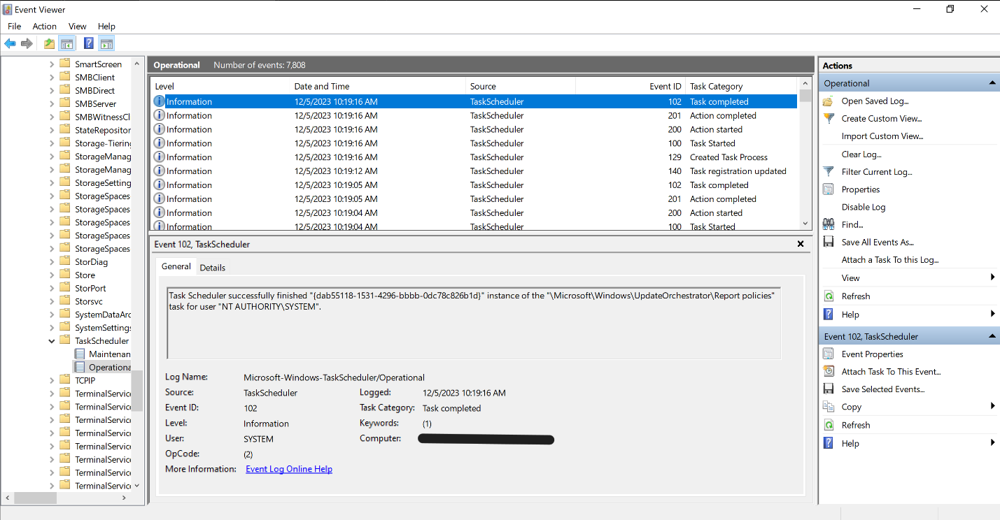 Event Viewer
File Action View Help
SmartScreen
SMBClient
SMBDirect
SMBServer
SMBWitnessCl
StateRepositor
Storage-Tiering
StorageManag
StorageManag
StorageSetting
StorageSpaces
StorageSpaces
StorageSpaces
StorageSpaces
StorageSpaces
StorDiag
Store
StorPort
Storsvc
SystemDataArc
SystemSettings
TaskScheduler
Maintenan
Operationa
TCPIP
TerminalService
TerminalService
TerminalService
TerminalService
TerminalService
TerminalService
TerminalService
TerminalService
Operational Number of events: 7,808
Level Date and Time Source Event ID Task Category
Information 12/5/2023 10:19:16 AM TaskScheduler 102 Task completed
Information 12/5/2023 10:19:16 AM TaskScheduler 201 Action completed
Information 12/5/2023 10:19:16 AM TaskScheduler 200 Action started
Information 12/5/2023 10:19:16 AM TaskScheduler 100 Task Started
Information 12/5/2023 10:19:16 AM TaskScheduler 129 Created Task Process
Information 12/5/2023 10:19:12 AM TaskScheduler 140 Task registration updated
Information 12/5/2023 10:19:05 AM TaskScheduler 102 Task completed
Information 12/5/2023 10:19:05 AM TaskScheduler 201 Action completed
Information 12/5/2023 10:19:04 AM TaskScheduler 200 Action started
Information 12/5/2023 10:19:04 AM TaskScheduler 100 Task Started
Event 102, TaskScheduler
General Details
Task Scheduler successfully finished "{dab55118-1531-4296-bbbb-0dc78c826b1d}" instance of the "\Microsoft\Windows\UpdateOrchestrator\Report policies"
task for user "NT AUTHORITY\SYSTEM".
Log Name: Microsoft-Windows-TaskScheduler/Operational
Source: TaskScheduler Logged: 12/5/2023 10:19:16 AM
Event ID: 102 Task Category: Task completed
Level: Information Keywords: (1)
User: SYSTEM Computer:
OpCode: (2)
More Information: Event Log Online Help
Actions
Operational
Open Saved Log...
Create Custom View...
Import Custom View...
Clear Log...
Filter Current Log...
Properties
Disable Log
Find...
Save All Events As...
Attach a Task To this Log...
View
Refresh
Help
Event 102, TaskScheduler
Event Properties
Attach Task To This Event...
Save Selected Events...
Copy
Refresh
Help